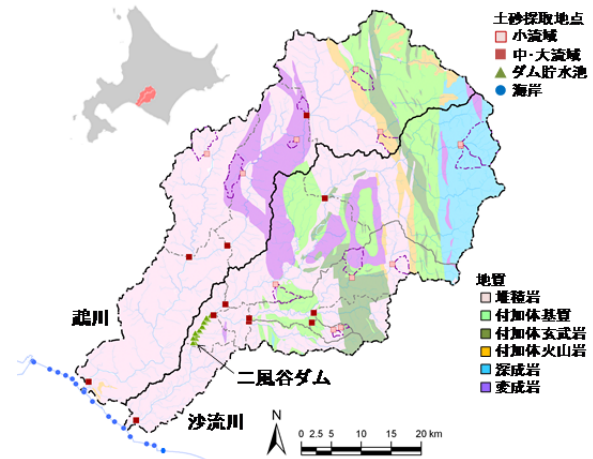 土砂採取地点
小流域
中・大流域
ダム貯水池
海岸
地質
堆積岩
付加体基質
付加体玄武岩
付加体火山岩
深成岩
変成岩
鵡川
二風谷ダム
沙流川
N
0 2.5 5 10 15 20 km